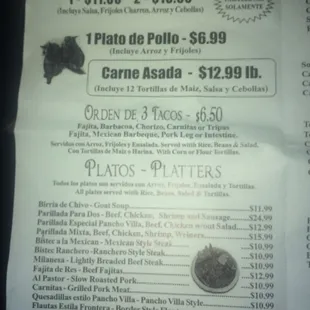 (Incluye Salsa, Frijoles Charros, Arroz y Cebollas)
SOLAMENTE
1 Plato de Pollo - $6.99
(Incluye Arroz y Frijoles)
Carne Asada - $12.99 lb.
(Incluye 12 Tortillas de Maiz, Salsa y Cebollas)
ORDEN DE 3 TACOS - $6.50
Fajita, Barbacoa, Chorizo, Carnitas or Tripas
Fajita, Mexican Barbeque, Pork Leg or Intestine.
Servidos con Arroz, Frijoles y Ensalada. Served with Rice, Beans & Salad.
Con Tortillas de Maiz o Harina. With Corn or Flour Tortillas.
PLATOS - PLATTERS
Todos los platos son servidos con Arroz, Frijoles, Ensalada y Tortillas.
All plates served with Rice, Beans, Salad & Tortillas.
Birria de Chivo - Goat Soup $11.99
Parillada Para Dos - Beef, Chicken, Shrimp and Sausage $24.99
Parillada Especial Pancho Villa, Beef, Chicken Salad $12.99
Parillada Mixta, Beef, Chicken, Shrimp, Weiners $15.99
Bistec a la Mexican - Mexican Style Steak $10.99
Bistec Ranchero - Ranchero Style Steak $10.99
Milanesa - Lightly Breaded Beef Steak $10.99
Fajita de Res - Beef Fajitas $12.99
Al Pastor - Slow Roasted Pork $10.99
Carnitas - Grilled Pork Meat $10.99
Quesadillas estilo Pancho Villa - Pancho Villa Style $10.99
Flautas Estila Frontera $10.99